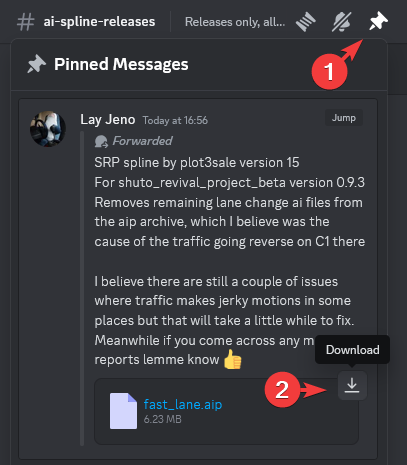 # ai-spline-releases
Releases only, all...
1
Pinned Messages
Lay Jeno Today at 16:56
Jump
Forwarded
SRP spline by plot3sale version 15
For shuto_revival_project_beta version 0.9.3
Removes remaining lane change ai files from
the aip archive, which I believe was the
cause of the traffic going reverse on C1 there
I believe there are still a couple of issues
where traffic makes jerky motions in some
places but that will take a little while to fix.
Meanwhile if you come across any m
Download
reports lemme know 👍
2
fast_lane.aip
6.23 MB